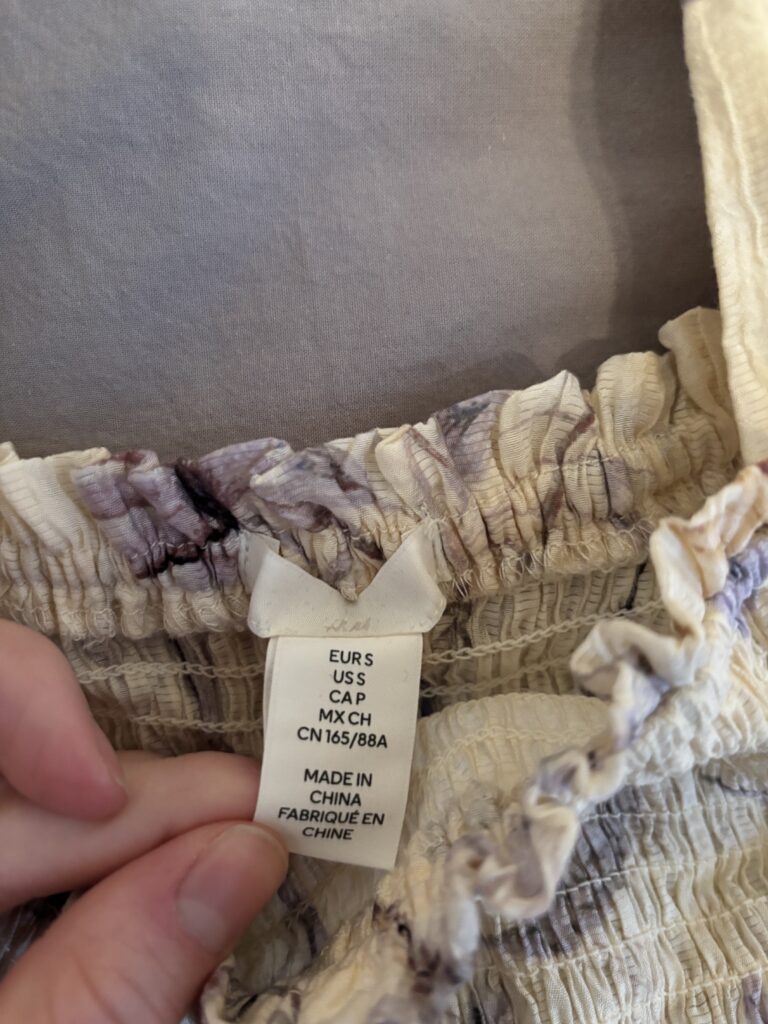 EUR S
US S
CA P
MX CH
CN 165/88A
MADE IN
CHINA
FABRIQUÉ EN
CHINE